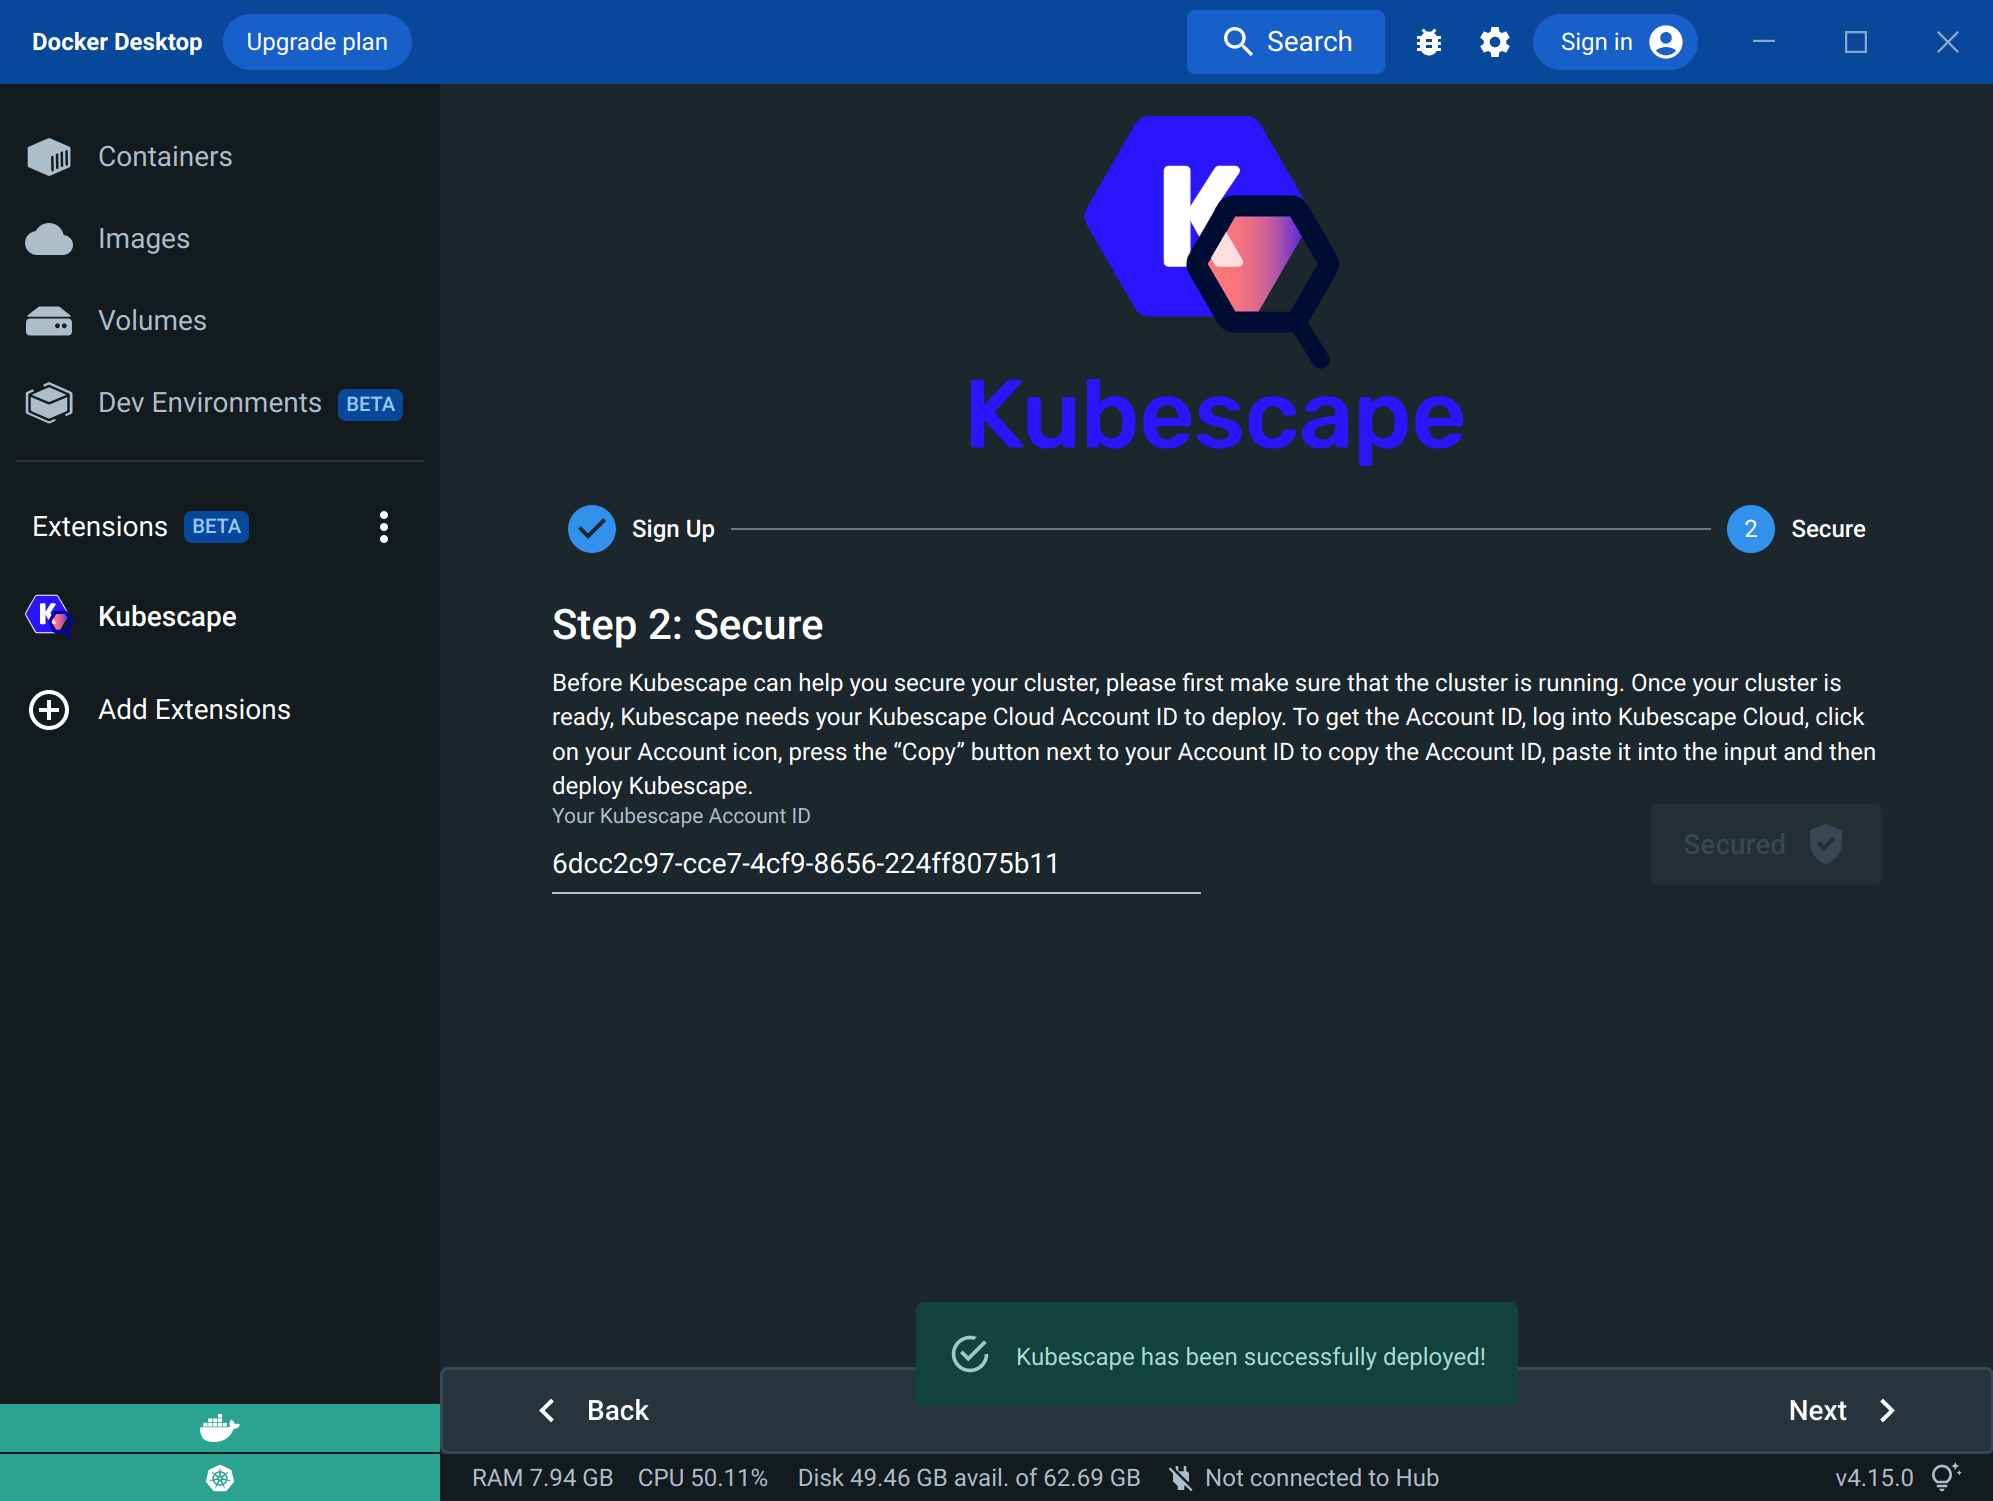 Docker Desktop
Upgrade plan
Search
Sign in
Containers
Images
Volumes
Dev Environments BETA
Extensions BETA
Kubescape
Add Extensions
K
Kubescape
Sign Up
2 Secure
Step 2: Secure
Before Kubescape can help you secure your cluster, please first make sure that the cluster is running. Once your cluster is
ready, Kubescape needs your Kubescape Cloud Account ID to deploy. To get the Account ID, log into Kubescape Cloud, click
on your Account icon, press the “Copy” button next to your Account ID to copy the Account ID, paste it into the input and then
deploy Kubescape.
Your Kubescape Account ID
6dcc2c97-cce7-4cf9-8656-224ff8075b11
Secured
Kubescape has been successfully deployed!
Back
Next
RAM 7.94 GB CPU 50.11% Disk 49.46 GB avail. of 62.69 GB Not connected to Hub v4.15.0